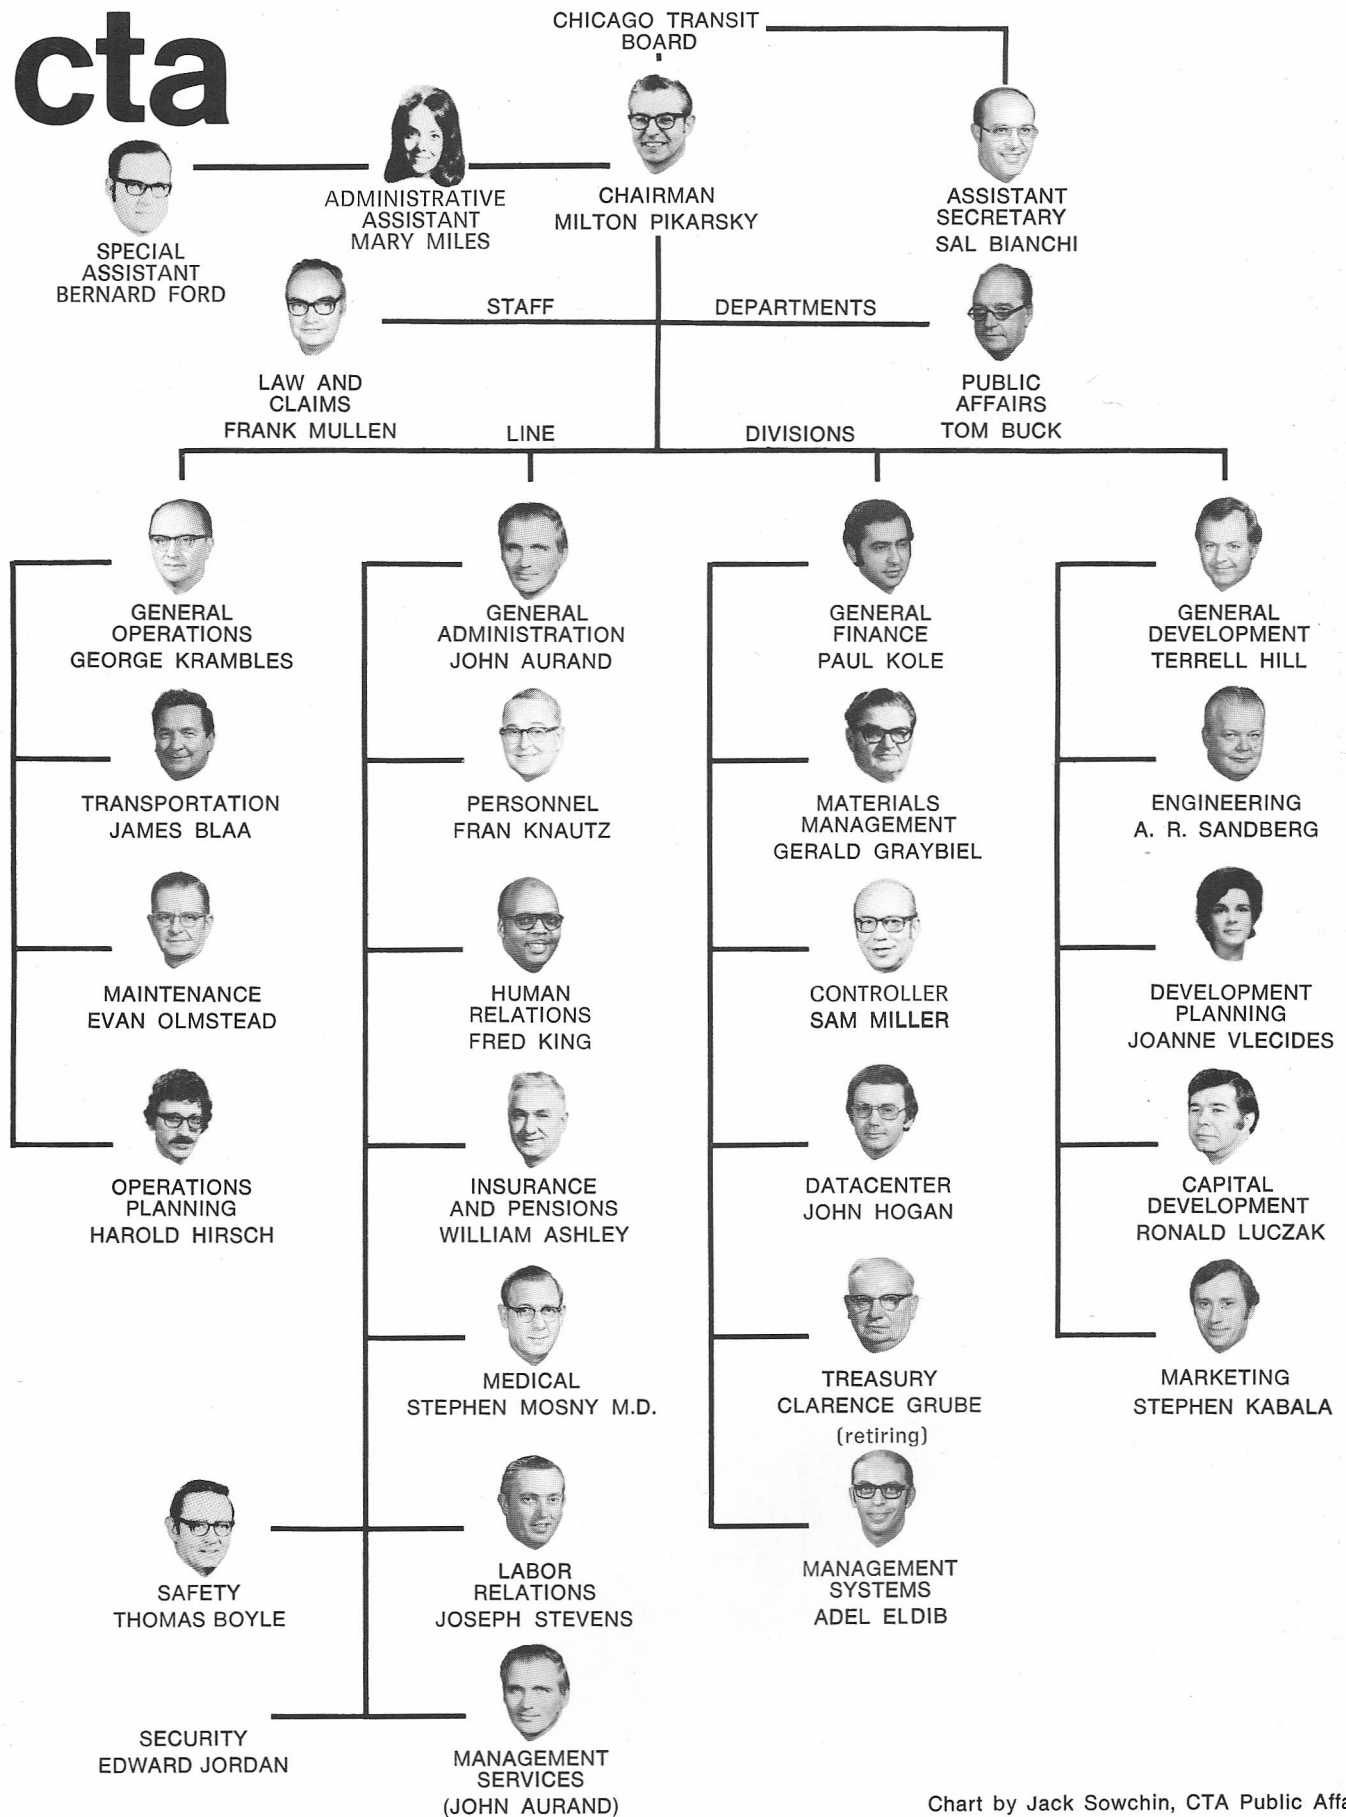 cta
CHICAGO TRANSIT
BOARD
SPECIAL
ASSISTANT
BERNARD FORD
ADMINISTRATIVE
ASSISTANT
MARY MILES
CHAIRMAN
MILTON PIKARSKY
ASSISTANT
SECRETARY
SAL BIANCHI
STAFF
DEPARTMENTS
LAW AND
CLAIMS
FRANK MULLEN
PUBLIC
AFFAIRS
TOM BUCK
LINE
DIVISIONS
GENERAL
OPERATIONS
GEORGE KRAMBLES
TRANSPORTATION
JAMES BLAA
MAINTENANCE
EVAN OLMSTEAD
OPERATIONS
PLANNING
HAROLD HIRSCH
GENERAL
ADMINISTRATION
JOHN AURAND
PERSONNEL
FRAN KNAUTZ
HUMAN
RELATIONS
FRED KING
INSURANCE
AND PENSIONS
WILLIAM ASHLEY
MEDICAL
STEPHEN MOSNY M.D.
SAFETY
THOMAS BOYLE
LABOR
RELATIONS
JOSEPH STEVENS
SECURITY
EDWARD JORDAN
MANAGEMENT
SERVICES
(JOHN AURAND)
GENERAL
FINANCE
PAUL KOLE
MATERIALS
MANAGEMENT
GERALD GRAYBIEL
CONTROLLER
SAM MILLER
DATACENTER
JOHN HOGAN
TREASURY
CLARENCE GRUBE
(retiring)
MANAGEMENT
SYSTEMS
ADEL ELDIB
GENERAL
DEVELOPMENT
TERRELL HILL
ENGINEERING
A. R. SANDBERG
DEVELOPMENT
PLANNING
JOANNE VLECIDES
CAPITAL
DEVELOPMENT
RONALD LUCZAK
MARKETING
STEPHEN KABALA
Chart by Jack Sowchin, CTA Public